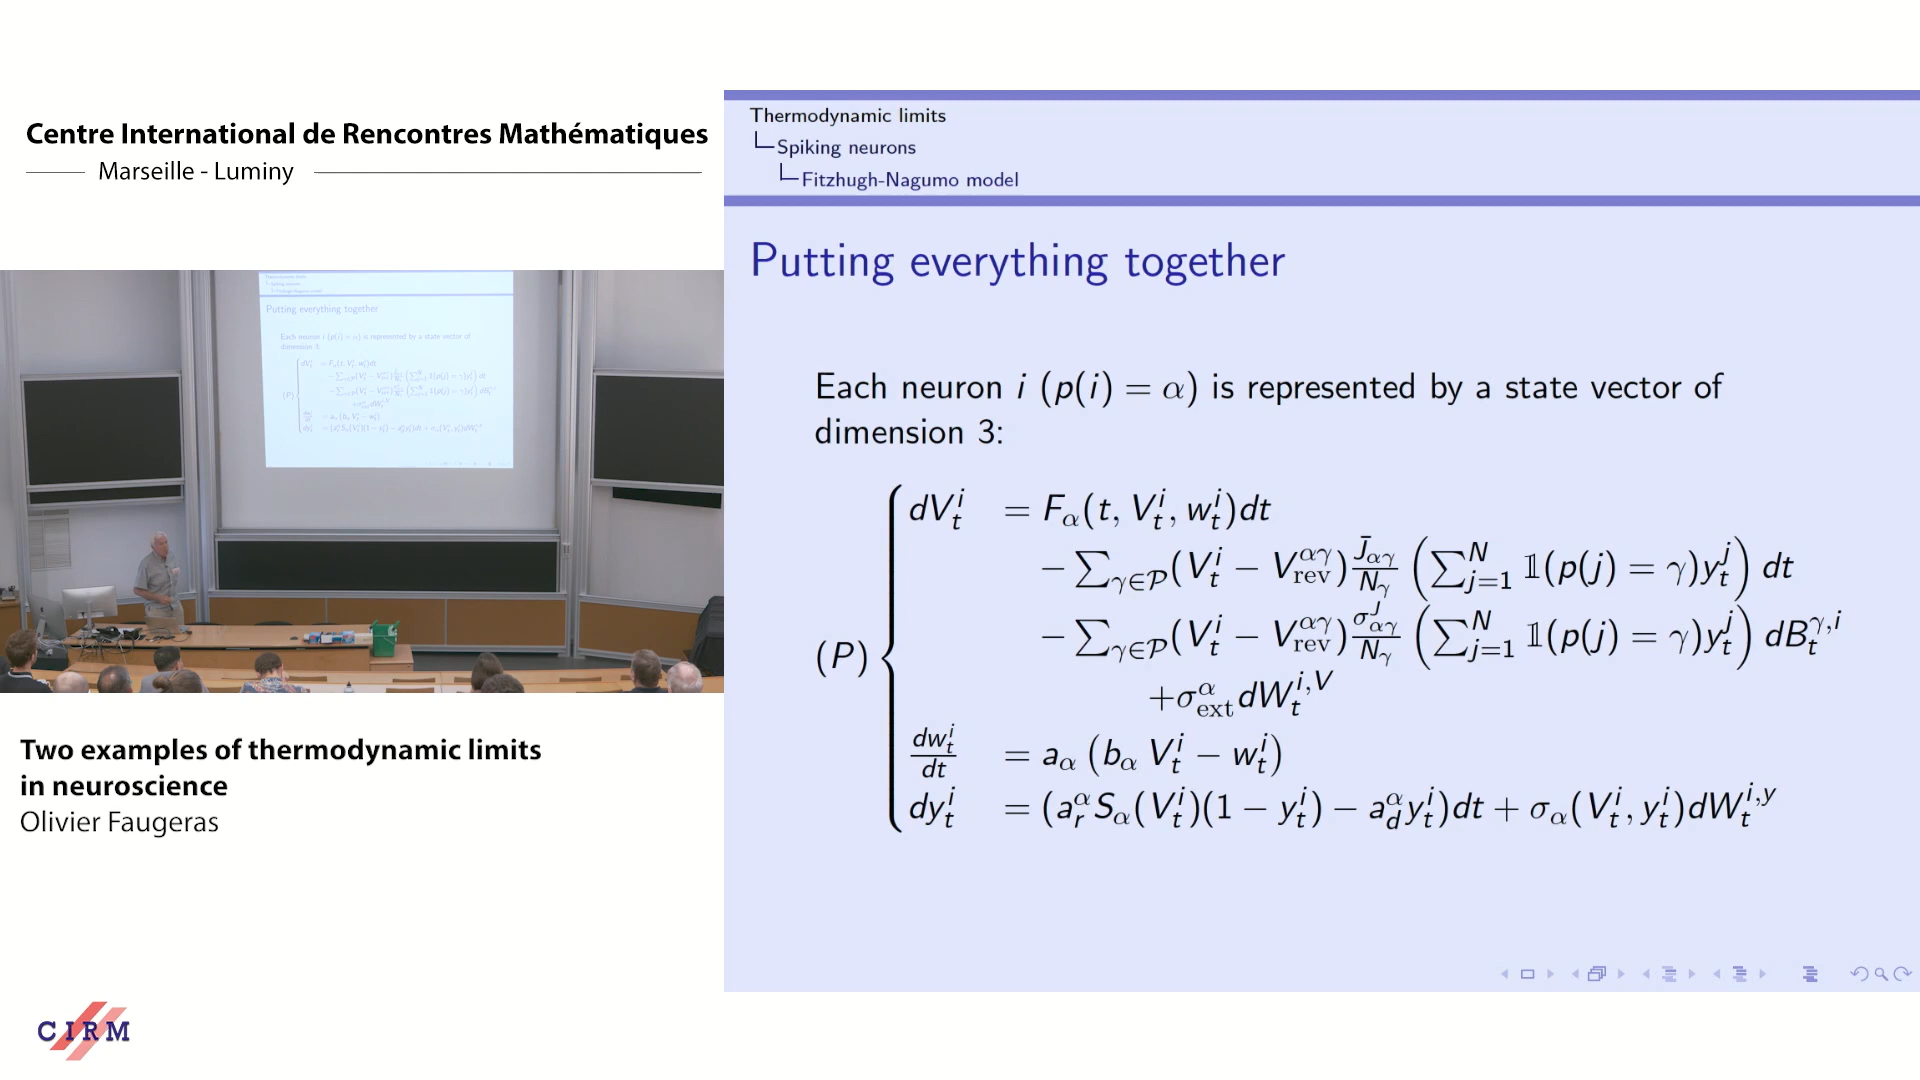 Centre International de Rencontres Mathématiques
Marseille - Luminy
Thermodynamic limits
Spiking neurons
Fitzhugh-Nagumo model
Putting everything together
Each neuron i (p(i) = α) is represented by a state vector of
dimension 3:
(P) { dV_t^i = F_α(t, V_t^i, w_t^i)dt
− ∑_{γ∈𝒫}(V_t^i − V_rev^{αγ}) J̄_{αγ}/N_γ (∑_{j=1}^N 𝟙(p(j) = γ)y_t^j) dt
− ∑_{γ∈𝒫}(V_t^i − V_rev^{αγ}) σ_{αγ}^J/N_γ (∑_{j=1}^N 𝟙(p(j) = γ)y_t^j) dB_t^{γ,i}
+σ_ext^α dW_t^{i,V}
dw_t^i/dt = a_α (b_α V_t^i − w_t^i)
dy_t^i = (a_r^α S_α(V_t^i)(1 − y_t^i) − a_d^α y_t^i)dt + σ_α(V_t^i, y_t^i)dW_t^{i,y}
Two examples of thermodynamic limits
in neuroscience
Olivier Faugeras
CIRM